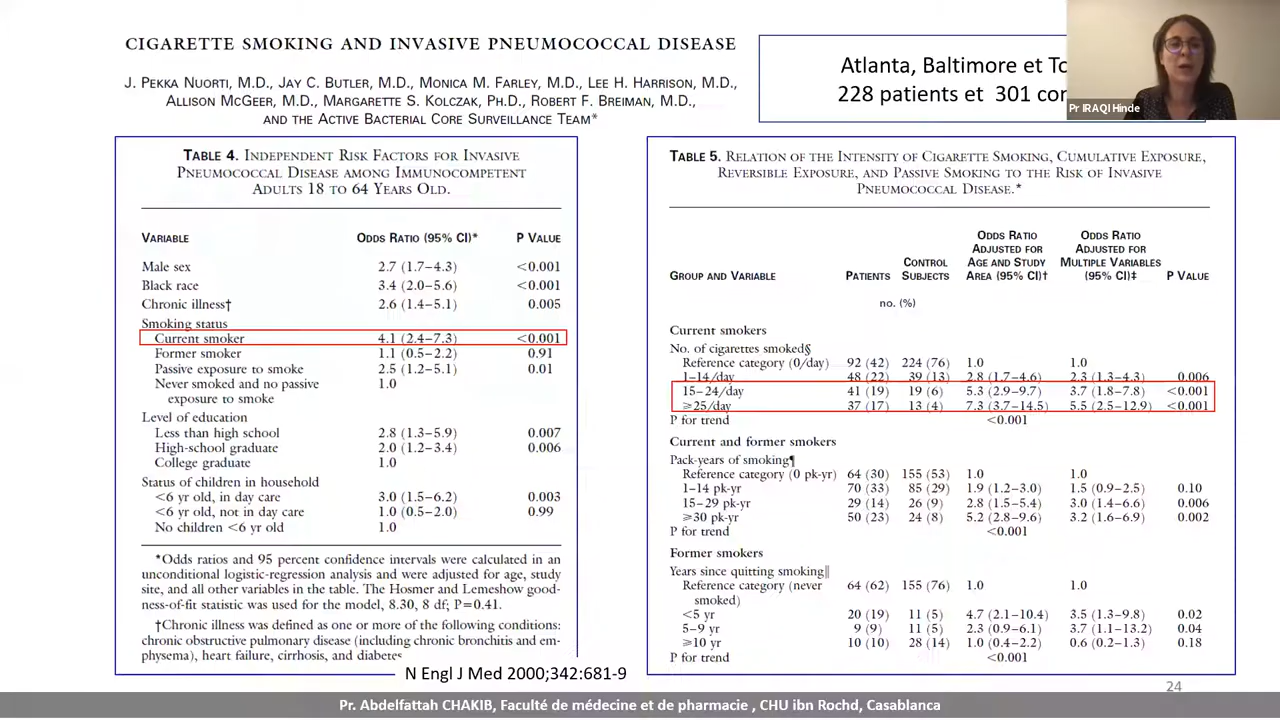 CIGARETTE SMOKING AND INVASIVE PNEUMOCOCCAL DISEASE
J. PEKKA NUORTI, M.D., JAY C. BUTLER, M.D., MONICA M. FARLEY, M.D., LEE H. HARRISON, M.D.,
ALLISON MCGEER, M.D., MARGARETTE S. KOLCZAK, PH.D., ROBERT F. BREIMAN, M.D.,
AND THE ACTIVE BACTERIAL CORE SURVEILLANCE TEAM*
Atlanta, Baltimore et
228 patients et 301
Pr IRAQI Hinde
TABLE 4. INDEPENDENT RISK FACTORS FOR INVASIVE
PNEUMOCOCCAL DISEASE AMONG IMMUNOCOMPETENT
ADULTS 18 TO 64 YEARS OLD.
VARIABLE ODDS RATIO (95% CI)* P VALUE
Male sex 2.7 (1.7–4.3) <0.001
Black race 3.4 (2.0–5.6) <0.001
Chronic illness† 2.6 (1.4–5.1) 0.005
Smoking status
Current smoker 4.1 (2.4–7.3) <0.001
Former smoker 1.1 (0.5–2.2) 0.91
Passive exposure to smoke 2.5 (1.2–5.1) 0.01
Never smoked and no passive 1.0
exposure to smoke
Level of education
Less than high school 2.8 (1.3–5.9) 0.007
High-school graduate 2.0 (1.2–3.4) 0.006
College graduate 1.0
Status of children in household
<6 yr old, in day care 3.0 (1.5–6.2) 0.003
<6 yr old, not in day care 1.0 (0.5–2.0) 0.99
No children <6 yr old 1.0
*Odds ratios and 95 percent confidence intervals were calculated in an
unconditional logistic-regression analysis and were adjusted for age, study
site, and all other variables in the table. The Hosmer and Lemeshow good-
ness-of-fit statistic was used for the model, 8.30, 8 df; P=0.41.
†Chronic illness was defined as one or more of the following conditions:
chronic obstructive pulmonary disease (including chronic bronchitis and em-
physema), heart failure, cirrhosis, and diabetes
N Engl J Med 2000;342:681-9
TABLE 5. RELATION OF THE INTENSITY OF CIGARETTE SMOKING, CUMULATIVE EXPOSURE,
REVERSIBLE EXPOSURE, AND PASSIVE SMOKING TO THE RISK OF INVASIVE
PNEUMOCOCCAL DISEASE.*
GROUP AND VARIABLE PATIENTS CONTROL SUBJECTS ODDS RATIO ADJUSTED FOR AGE AND STUDY AREA (95% CI)† ODDS RATIO ADJUSTED FOR MULTIPLE VARIABLES (95% CI)‡ P VALUE
no. (%)
Current smokers
No. of cigarettes smoked§
Reference category (0/day) 92 (42) 224 (76) 1.0 1.0
1–14/day 48 (22) 39 (13) 2.8 (1.7–4.6) 2.3 (1.3–4.3) 0.006
15–24/day 41 (19) 19 (6) 5.3 (2.9–9.7) 3.7 (1.8–7.8) <0.001
≥25/day 37 (17) 13 (4) 7.3 (3.7–14.5) 5.5 (2.5–12.9) <0.001
P for trend <0.001
Current and former smokers
Pack-years of smoking¶
Reference category (0 pk-yr) 64 (30) 155 (53) 1.0 1.0
1–14 pk-yr 70 (33) 85 (29) 1.9 (1.2–3.0) 1.5 (0.9–2.5) 0.10
15–29 pk-yr 29 (14) 26 (9) 2.8 (1.5–5.4) 3.0 (1.4–6.6) 0.006
≥30 pk-yr 50 (23) 24 (8) 5.2 (2.8–9.6) 3.2 (1.6–6.9) 0.002
P for trend <0.001
Former smokers
Years since quitting smoking‖
Reference category (never 64 (62) 155 (76) 1.0 1.0
smoked)
<5 yr 20 (19) 11 (5) 4.7 (2.1–10.4) 3.5 (1.3–9.8) 0.02
5–9 yr 9 (9) 11 (5) 2.3 (0.9–6.1) 3.7 (1.1–13.2) 0.04
≥10 yr 10 (10) 28 (14) 1.0 (0.4–2.2) 0.6 (0.2–1.3) 0.18
P for trend <0.001
24
Pr. Abdelfattah CHAKIB, Faculté de médecine et de pharmacie , CHU ibn Rochd, Casablanca